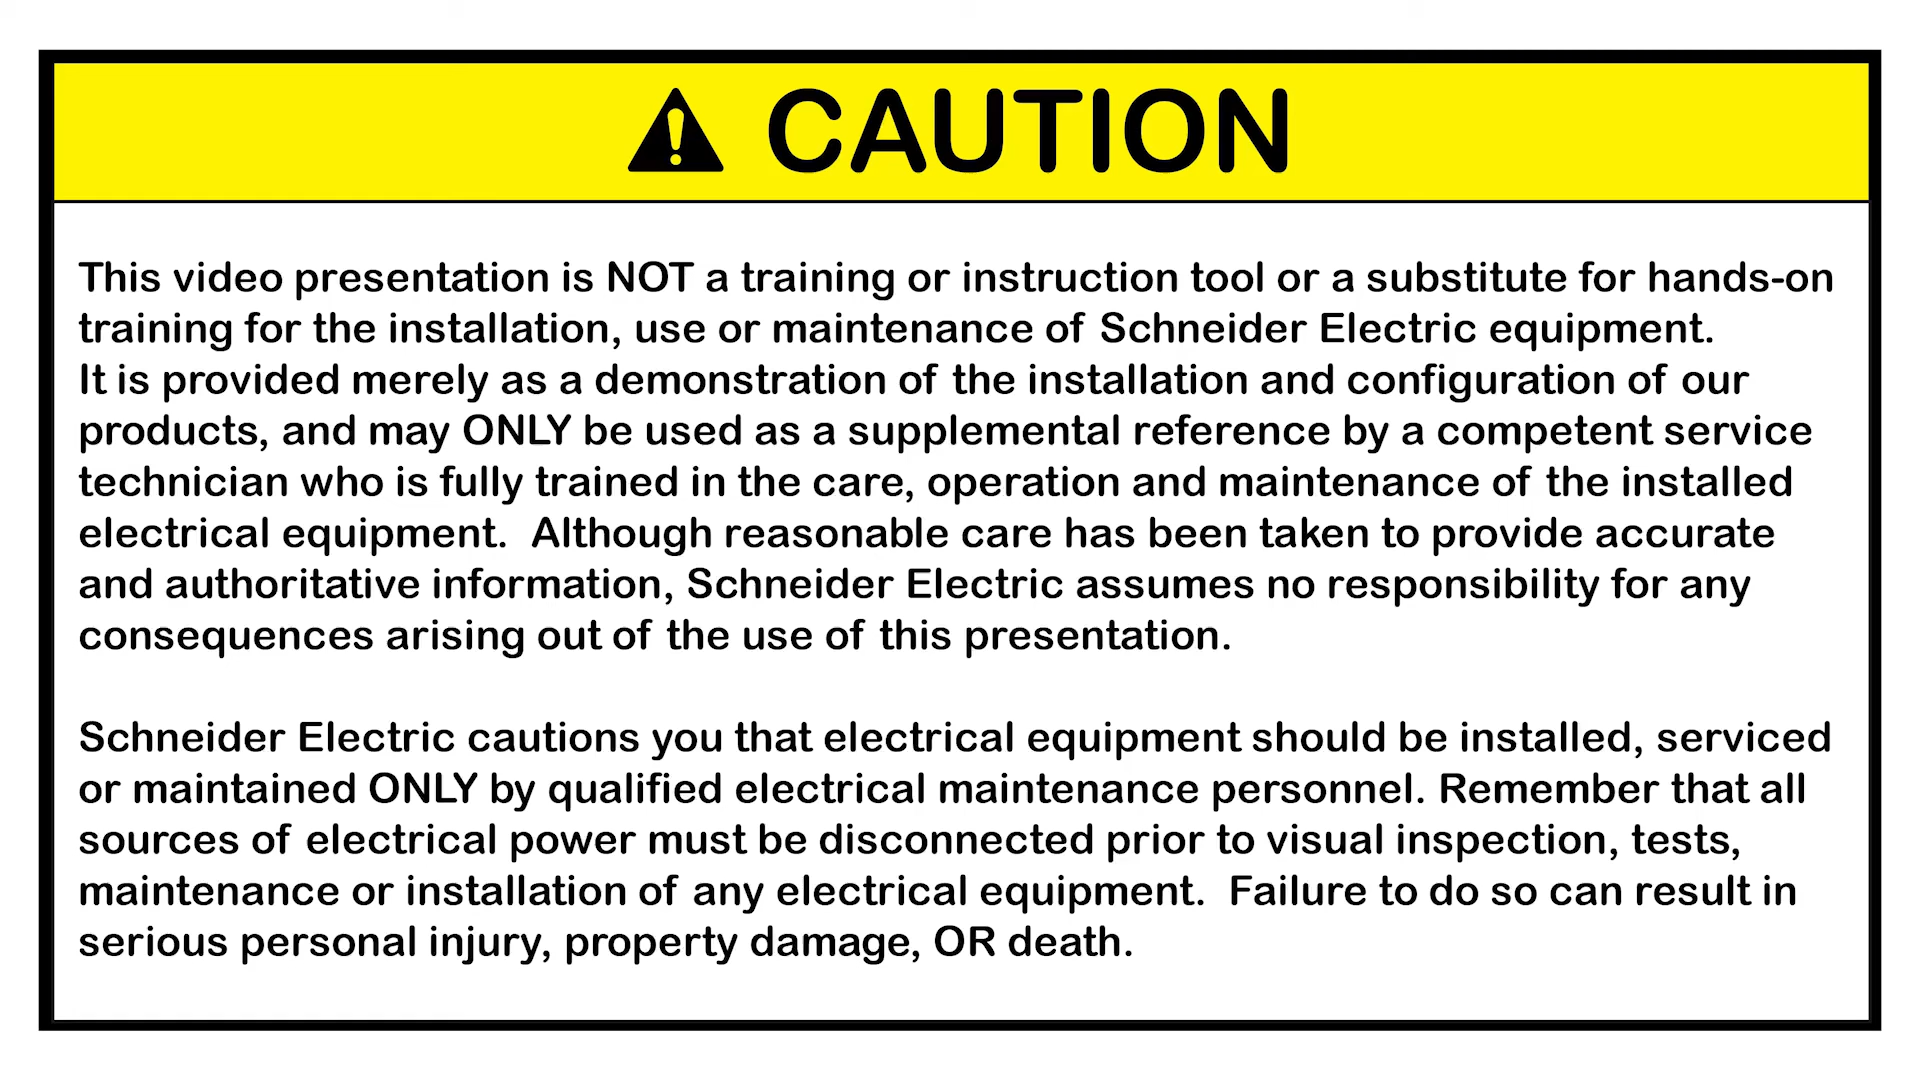 CAUTION
This video presentation is NOT a training or instruction tool or a substitute for hands-on
training for the installation, use or maintenance of Schneider Electric equipment.
It is provided merely as a demonstration of the installation and configuration of our
products, and may ONLY be used as a supplemental reference by a competent service
technician who is fully trained in the care, operation and maintenance of the installed
electrical equipment.  Although reasonable care has been taken to provide accurate
and authoritative information, Schneider Electric assumes no responsibility for any
consequences arising out of the use of this presentation.
Schneider Electric cautions you that electrical equipment should be installed, serviced
or maintained ONLY by qualified electrical maintenance personnel. Remember that all
sources of electrical power must be disconnected prior to visual inspection, tests,
maintenance or installation of any electrical equipment.  Failure to do so can result in
serious personal injury, property damage, OR death.